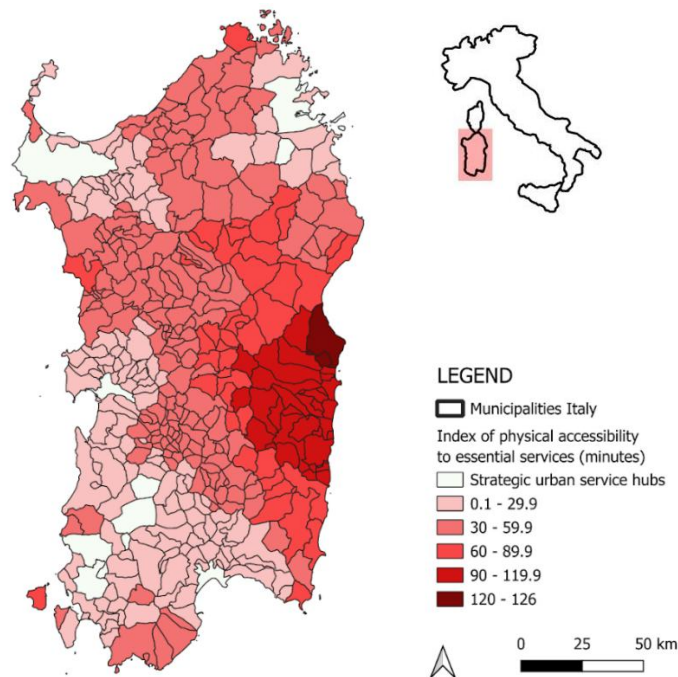 LEGEND
Municipalities Italy
Index of physical accessibility
to essential services (minutes)
Strategic urban service hubs
0.1 - 29.9
30 - 59.9
60 - 89.9
90 - 119.9
120 - 126
0 25 50 km